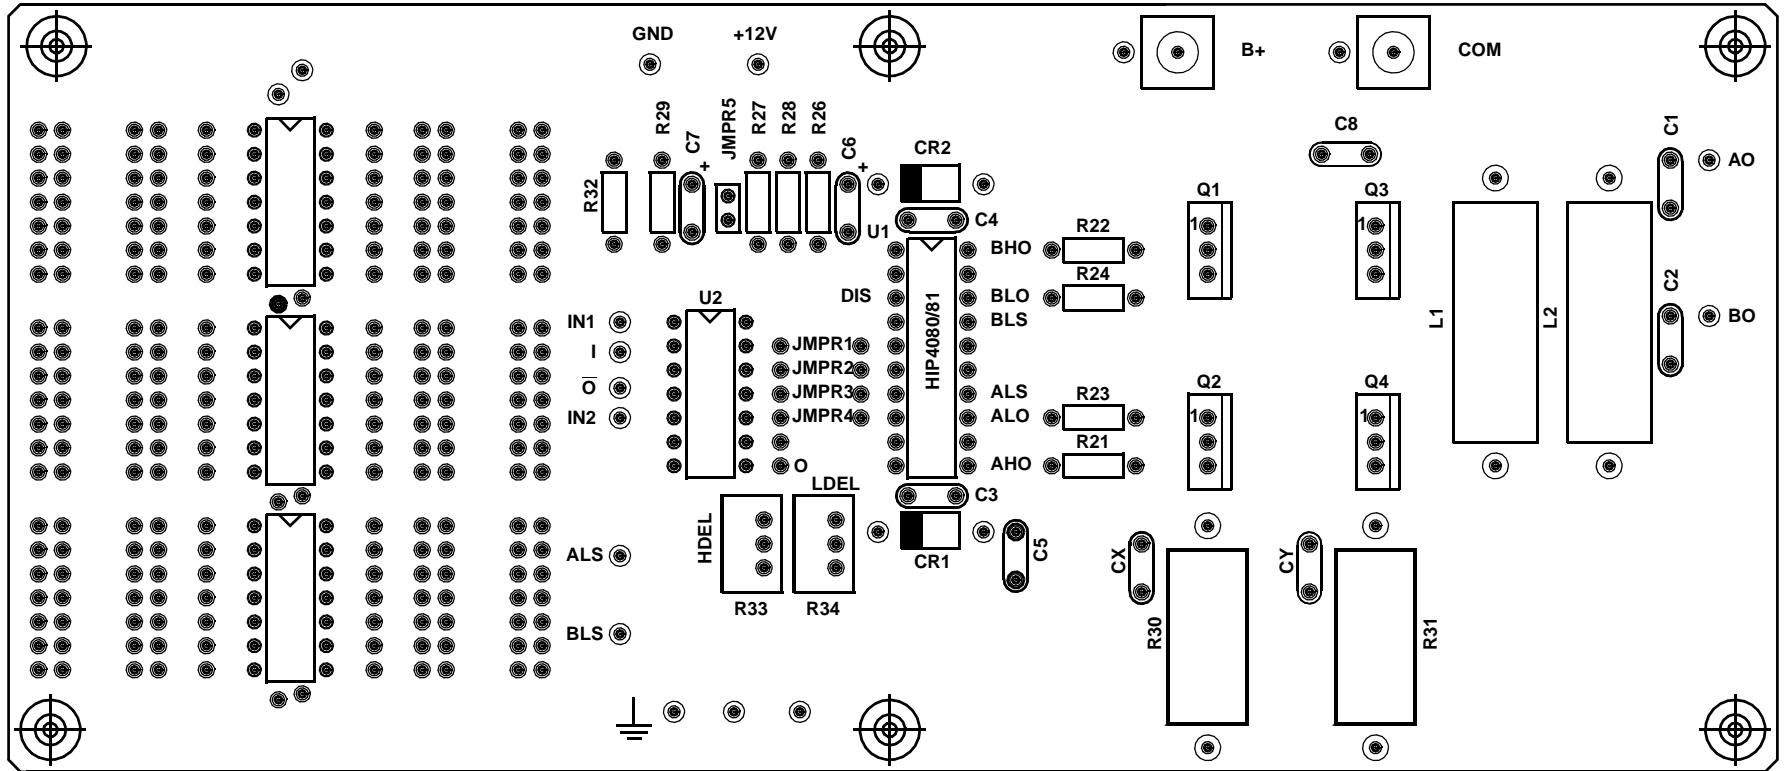 GND
+12V
B+
COM
R29
C7
+
JMPR5
R27
R28
R26
C6
+
CR2
C8
C1
AO
R32
U1
C4
Q1
1
Q3
1
BHO
R22
R24
DIS
BLO
BLS
C2
BO
L1
L2
IN1
I
O
IN2
U2
JMPR1
JMPR2
JMPR3
JMPR4
O
HIP4080/81
ALS
ALO
AHO
R23
R21
Q2
1
Q4
1
LDEL
HDEL
R33
R34
C3
CR1
C5
CX
CY
R30
R31
ALS
BLS